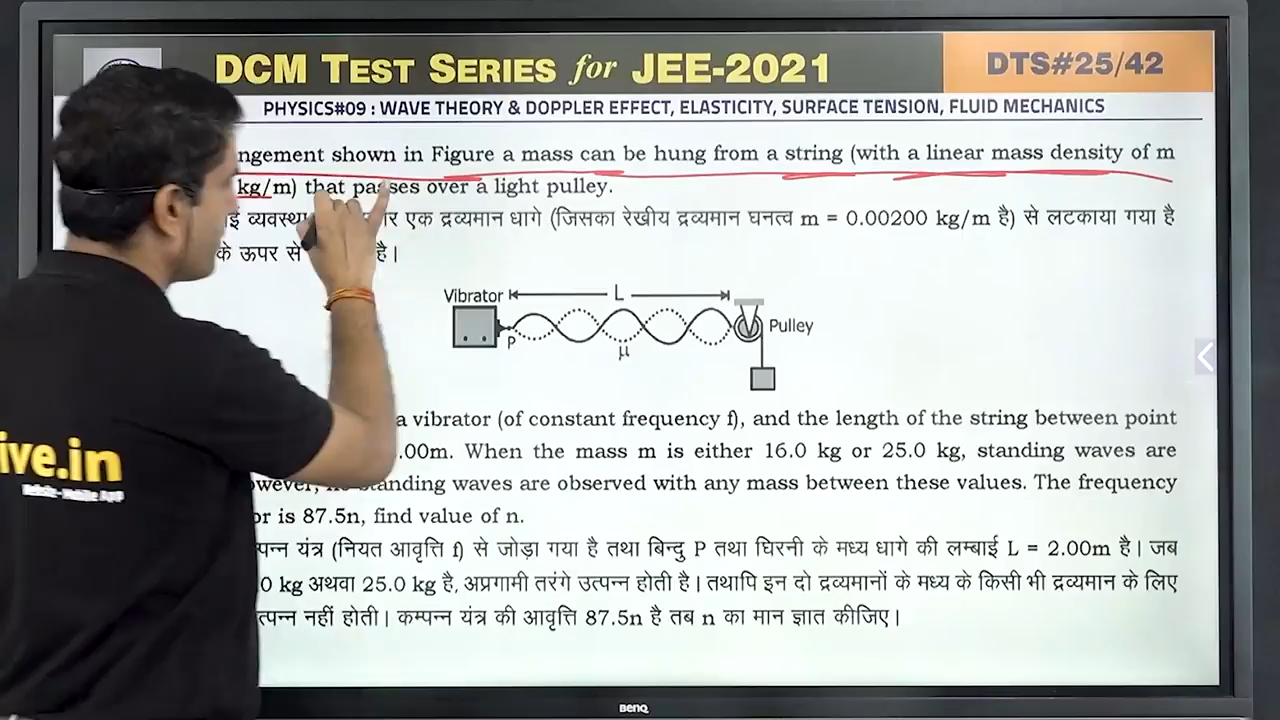 DCM TEST SERIES for JEE-2021
DTS#25/42
PHYSICS#09 : WAVE THEORY & DOPPLER EFFECT, ELASTICITY, SURFACE TENSION, FLUID MECHANICS
ngement shown in Figure a mass can be hung from a string (with a linear mass density of m
kg/m) that passes over a light pulley.
ई व्यवस्था र एक द्रव्यमान धागे (जिसका रेखीय द्रव्यमान घनत्व m = 0.00200 kg/m है) से लटकाया गया है
के ऊपर से है।
Vibrator L
P μ Pulley
a vibrator (of constant frequency f), and the length of the string between point
.00m. When the mass m is either 16.0 kg or 25.0 kg, standing waves are
owever, standing waves are observed with any mass between these values. The frequency
or is 87.5n, find value of n.
पन्न यंत्र (नियत आवृत्ति f) से जोड़ा गया है तथा बिन्दु P तथा घिरनी के मध्य धागे की लम्बाई L = 2.00m है। जब
0 kg अथवा 25.0 kg है, अप्रगामी तरंगे उत्पन्न होती है। तथापि इन दो द्रव्यमानों के मध्य के किसी भी द्रव्यमान के लिए
त्पन्न नहीं होती। कम्पन्न यंत्र की आवृत्ति 87.5n है तब n का मान ज्ञात कीजिए।
ive.in
BenQ